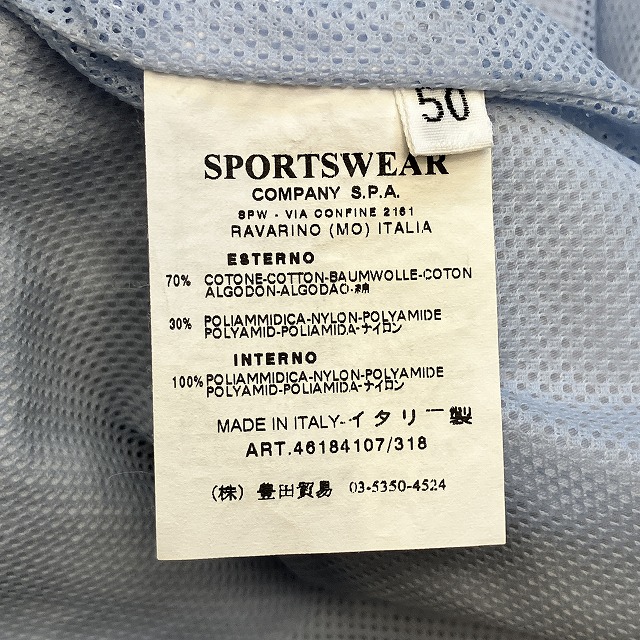 50
SPORTSWEAR
COMPANY S.P.A.
SPW - VIA CONFINE 2161
RAVARINO (MO) ITALIA
ESTERNO
70% COTONE-COTTON-BAUMWOLLE-COTON
ALGODON-ALGODAO-綿
30% POLIAMMIDICA-NYLON-POLYAMIDE
POLYAMID-POLIAMIDA-ナイロン
INTERNO
100% POLIAMMIDICA-NYLON-POLYAMIDE
POLYAMID-POLIAMIDA-ナイロン
MADE IN ITALY-イタリー製
ART.46184107/318
(株) 豊田貿易 03-5350-4524